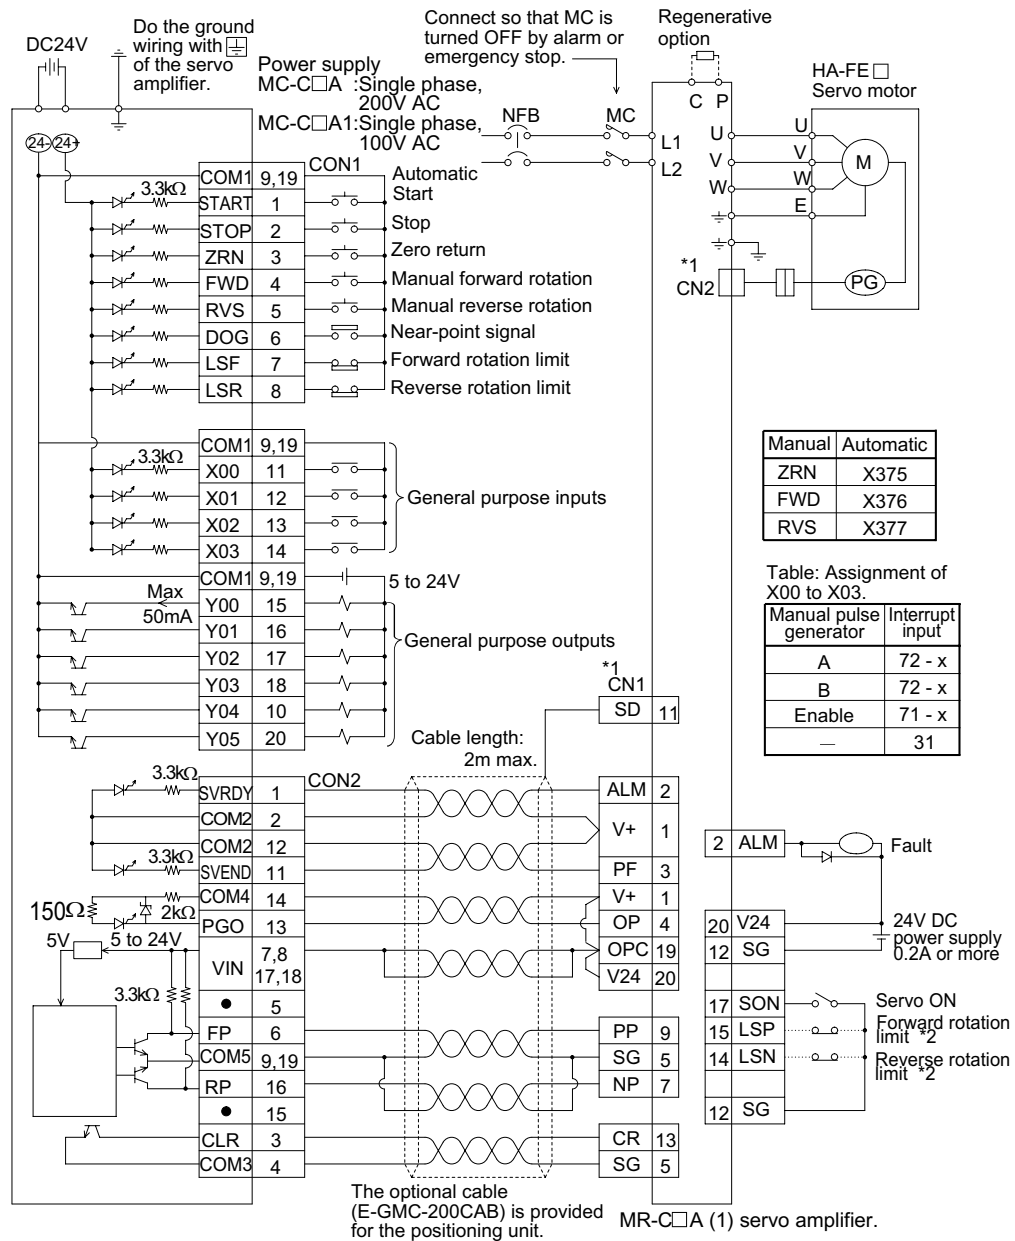 DC24V
Do the ground
wiring with
of the servo
amplifier.
Power supply
MC-C□A :Single phase,
200V AC
MC-C□A1:Single phase,
100V AC
Connect so that MC is
turned OFF by alarm or
emergency stop.
Regenerative
option
HA-FE □
Servo motor
NFB
MC
C P
L1
L2
U
V
W
U
V
W
E
M
PG
*1
CN2
24- 24+
CON1
COM1 9,19
3.3kΩ
START 1
Automatic
Start
STOP 2 Stop
ZRN 3 Zero return
FWD 4 Manual forward rotation
RVS 5 Manual reverse rotation
DOG 6 Near-point signal
LSF 7 Forward rotation limit
LSR 8 Reverse rotation limit
COM1 9,19
3.3kΩ
X00 11
X01 12
X02 13
X03 14
General purpose inputs
COM1 9,19 5 to 24V
Max
50mA
Y00 15
Y01 16
Y02 17
Y03 18
Y04 10
Y05 20
General purpose outputs
Manual Automatic
ZRN X375
FWD X376
RVS X377
Table: Assignment of
X00 to X03.
Manual pulse
generator
Interrupt
input
A 72 - x
B 72 - x
Enable 71 - x
— 31
*1
CN1
SD 11
Cable length:
2m max.
CON2
3.3kΩ
SVRDY 1
COM2 2
COM2 12
3.3kΩ
SVEND 11
COM4 14
150Ω
2kΩ
PGO 13
5V
5 to 24V
VIN 7,8
17,18
3.3kΩ
● 5
FP 6
COM5 9,19
RP 16
● 15
CLR 3
COM3 4
ALM 2
V+ 1
PF 3
V+ 1
OP 4
OPC 19
V24 20
PP 9
SG 5
NP 7
CR 13
SG 5
2 ALM
Fault
20 V24
12 SG
24V DC
power supply
0.2A or more
17 SON Servo ON
15 LSP Forward rotation
limit *2
14 LSN Reverse rotation
limit *2
12 SG
The optional cable
(E-GMC-200CAB) is provided
for the positioning unit.
MR-C□A (1) servo amplifier.